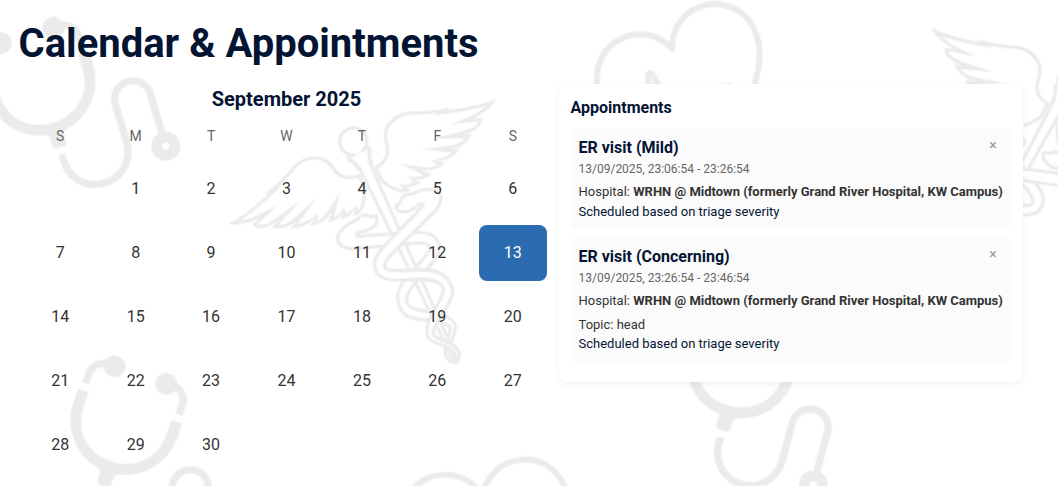 Calendar & Appointments
September 2025
S M T W T F S
1 2 3 4 5 6
7 8 9 10 11 12 13
14 15 16 17 18 19 20
21 22 23 24 25 26 27
28 29 30
Appointments
ER visit (Mild) ×
13/09/2025, 23:06:54 - 23:26:54
Hospital: WRHN @ Midtown (formerly Grand River Hospital, KW Campus)
Scheduled based on triage severity
ER visit (Concerning) ×
13/09/2025, 23:26:54 - 23:46:54
Hospital: WRHN @ Midtown (formerly Grand River Hospital, KW Campus)
Topic: head
Scheduled based on triage severity